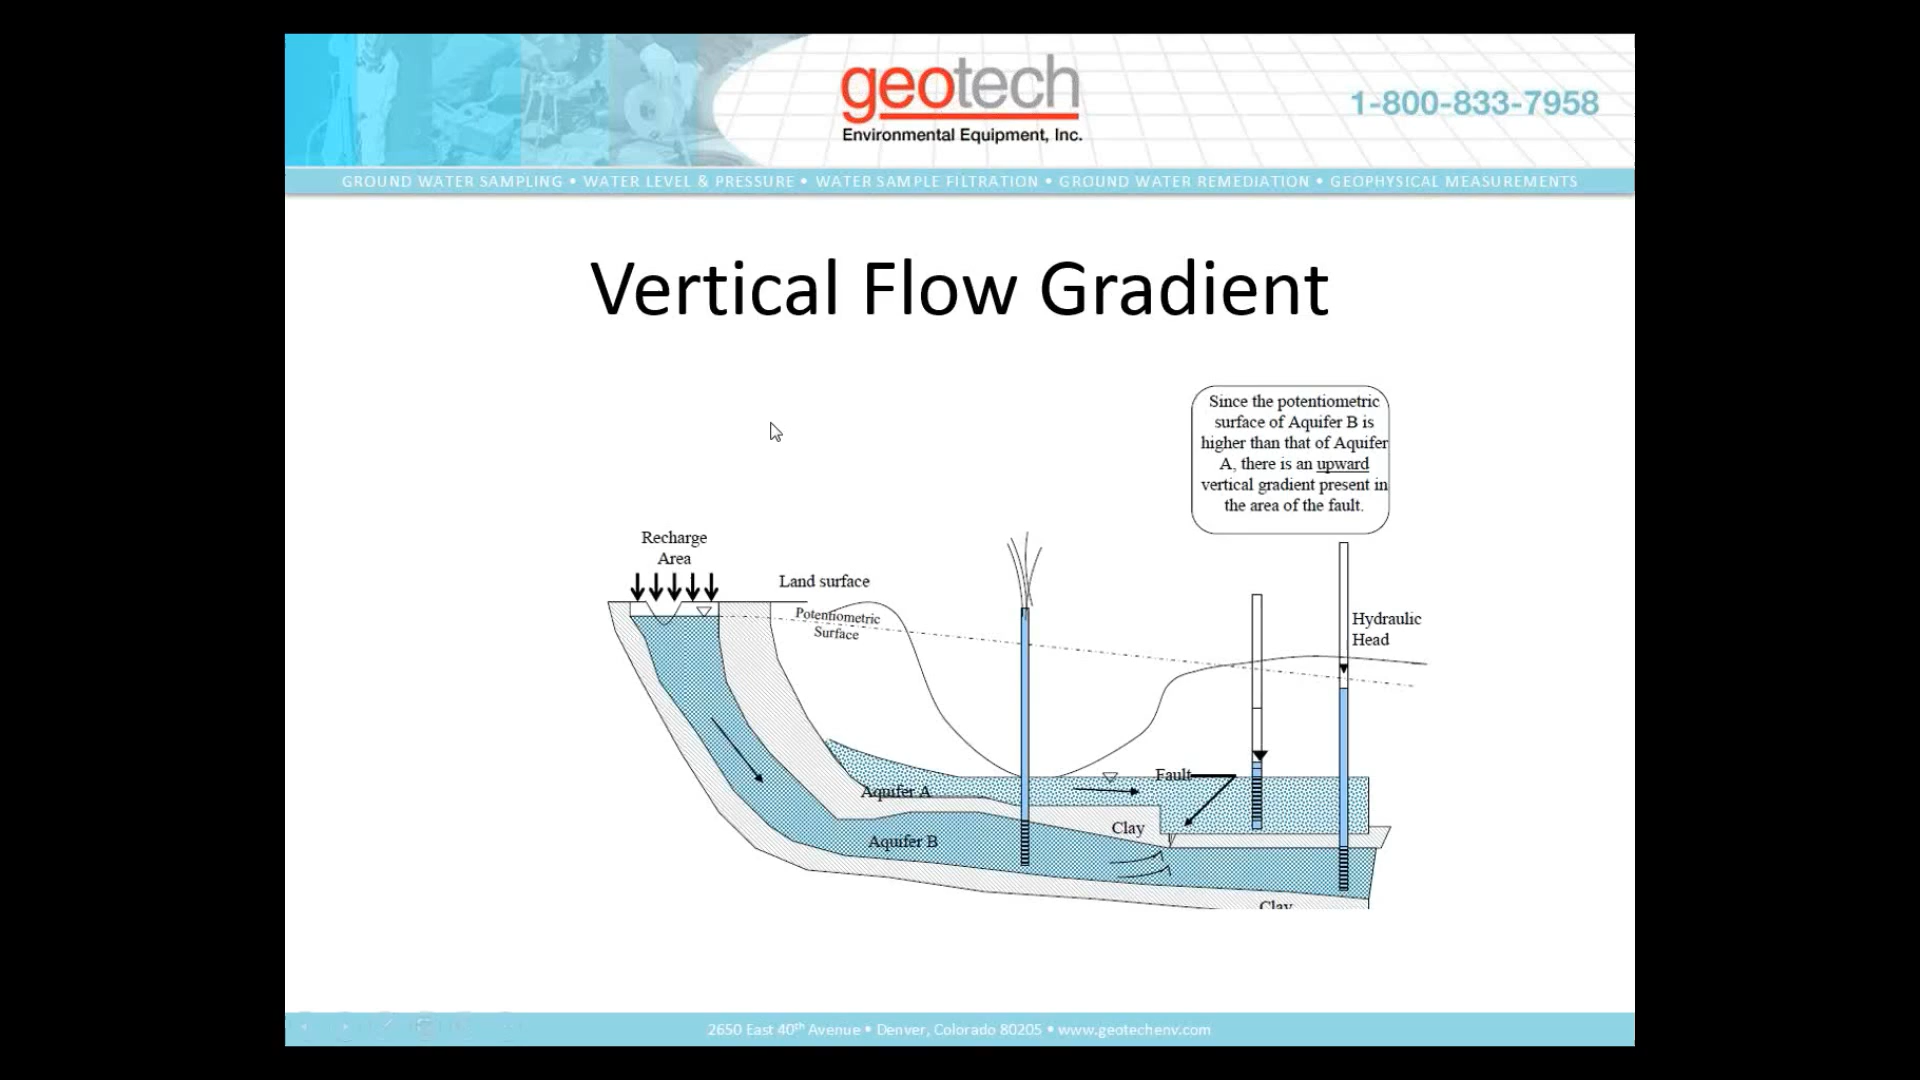 geotech
Environmental Equipment, Inc.
1-800-833-7958
GROUND WATER SAMPLING • WATER LEVEL & PRESSURE • WATER SAMPLE FILTRATION • GROUND WATER REMEDIATION • GEOPHYSICAL MEASUREMENTS
Vertical Flow Gradient
Since the potentiometric
surface of Aquifer B is
higher than that of Aquifer
A, there is an upward
vertical gradient present in
the area of the fault.
Recharge
Area
Land surface
Potentiometric
Surface
Hydraulic
Head
Fault
Aquifer A
Clay
Aquifer B
Clay
2650 East 40th Avenue • Denver, Colorado 80205 • www.geotechenv.com